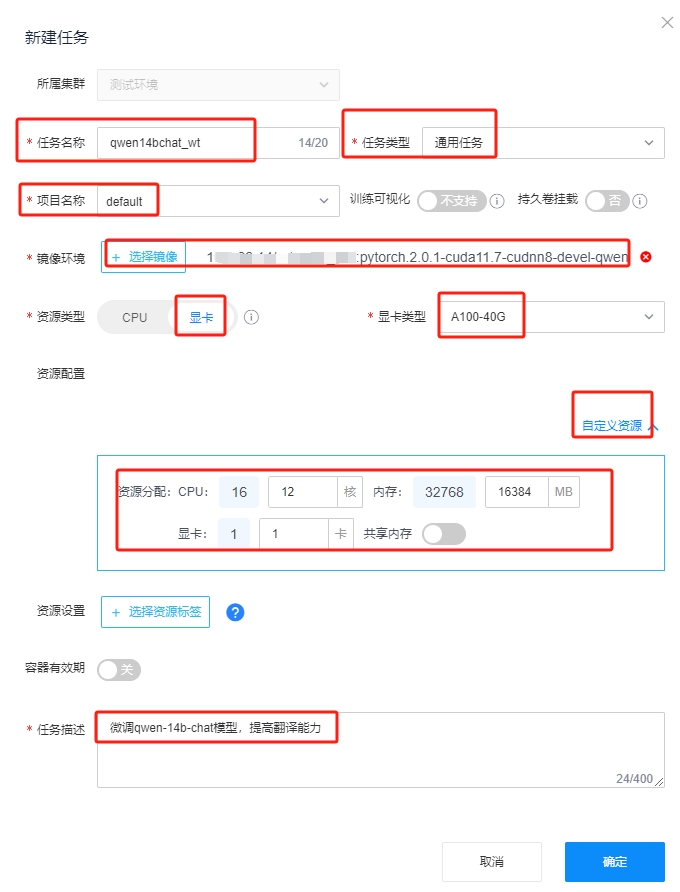 新建任务
所属集群 测试环境
* 任务名称 qwen14bchat_wt 14/20 * 任务类型 通用任务
* 项目名称 default 训练可视化 不支持 持久卷挂载 否
* 镜像环境 + 选择镜像 :pytorch.2.0.1-cuda11.7-cudnn8-devel-qwen
* 资源类型 CPU 显卡 * 显卡类型 A100-40G
资源配置
自定义资源
资源分配: CPU: 16 12 核 内存: 32768 16384 MB
显卡: 1 1 卡 共享内存
资源设置 + 选择资源标签 ?
容器有效期 关
* 任务描述 微调qwen-14b-chat模型，提高翻译能力
24/400
取消 确定